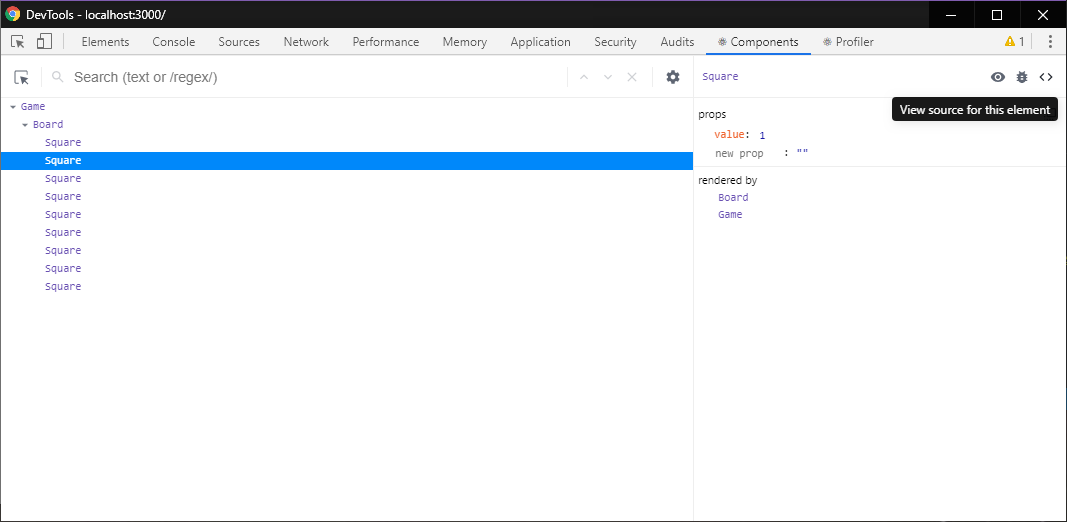 DevTools - localhost:3000/
Elements Console Sources Network Performance Memory Application Security Audits Components Profiler 1
Search (text or /regex/)
Square
View source for this element
Game
Board
Square
Square
Square
Square
Square
Square
Square
Square
Square
props
value: 1
new prop : ""
rendered by
Board
Game